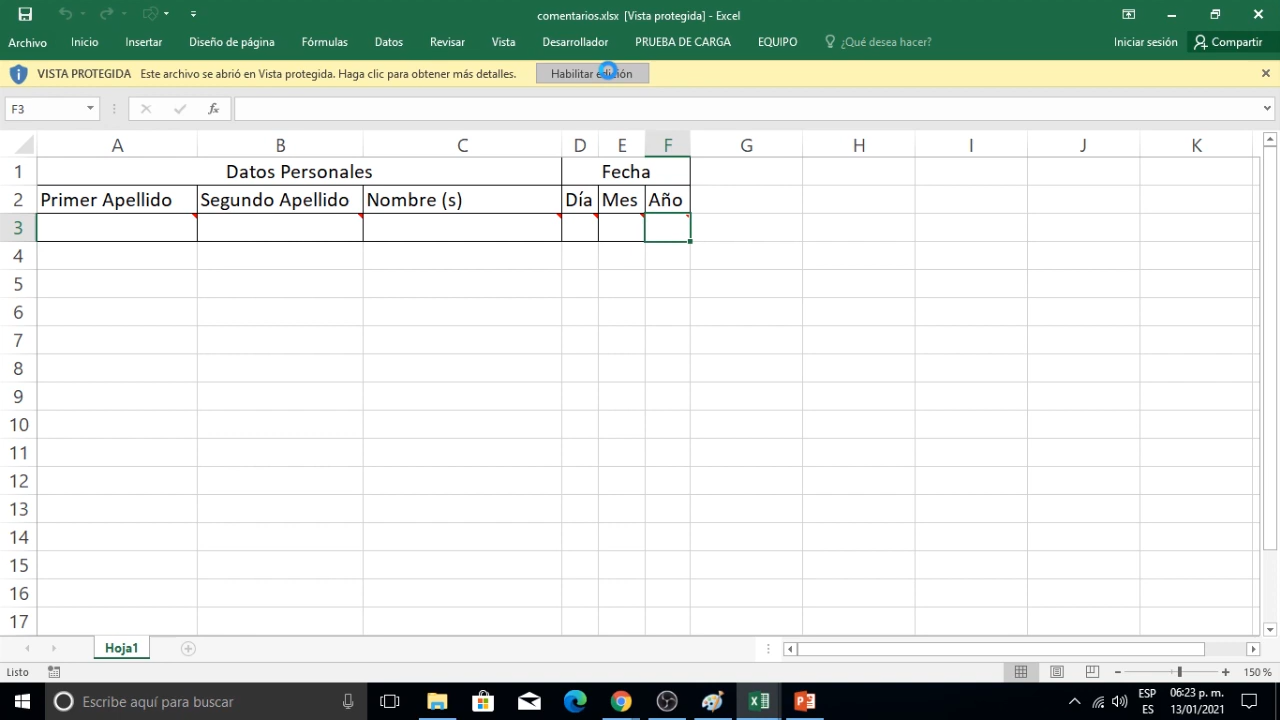 comentarios.xlsx [Vista protegida] - Excel
Archivo Inicio Insertar Diseño de página Fórmulas Datos Revisar Vista Desarrollador PRUEBA DE CARGA EQUIPO ¿Qué desea hacer? Iniciar sesión Compartir
VISTA PROTEGIDA Este archivo se abrió en Vista protegida. Haga clic para obtener más detalles. Habilitar edición
F3 fx
A B C D E F G H I J K
1 Datos Personales Fecha
2 Primer Apellido Segundo Apellido Nombre (s) Día Mes Año
3
4
5
6
7
8
9
10
11
12
13
14
15
16
17
Hoja1
Listo 150 %
Escribe aquí para buscar
ESP 06:23 p. m.
ES 13/01/2021